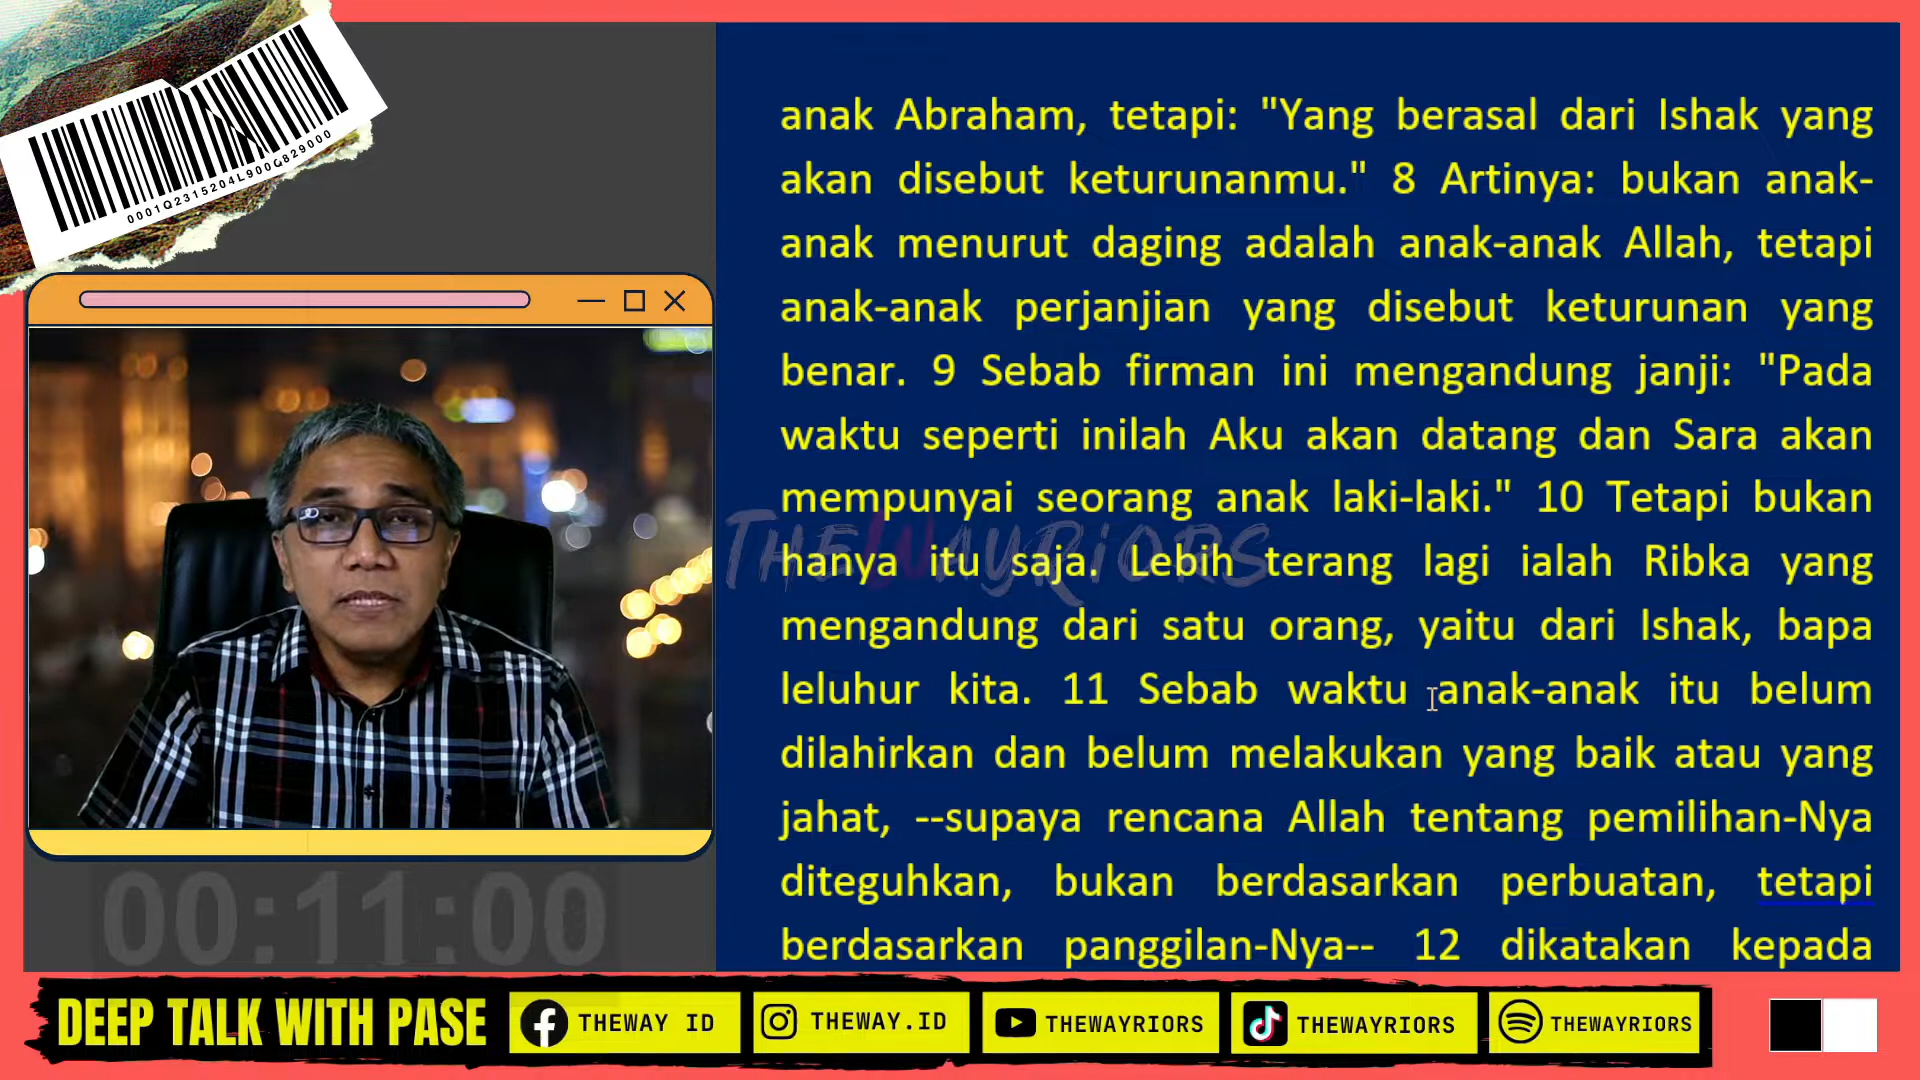 0001Q2315204L900G82900
anak Abraham, tetapi: "Yang berasal dari Ishak yang
akan disebut keturunanmu." 8 Artinya: bukan anak-
anak menurut daging adalah anak-anak Allah, tetapi
anak-anak perjanjian yang disebut keturunan yang
benar. 9 Sebab firman ini mengandung janji: "Pada
waktu seperti inilah Aku akan datang dan Sara akan
mempunyai seorang anak laki-laki." 10 Tetapi bukan
hanya itu saja. Lebih terang lagi ialah Ribka yang
mengandung dari satu orang, yaitu dari Ishak, bapa
leluhur kita. 11 Sebab waktu anak-anak itu belum
dilahirkan dan belum melakukan yang baik atau yang
jahat, --supaya rencana Allah tentang pemilihan-Nya
diteguhkan, bukan berdasarkan perbuatan, tetapi
berdasarkan panggilan-Nya-- 12 dikatakan kepada
THEWAYRIORS
00:11:00
DEEP TALK WITH PASE
THEWAY ID
THEWAY.ID
THEWAYRIORS
THEWAYRIORS
THEWAYRIORS